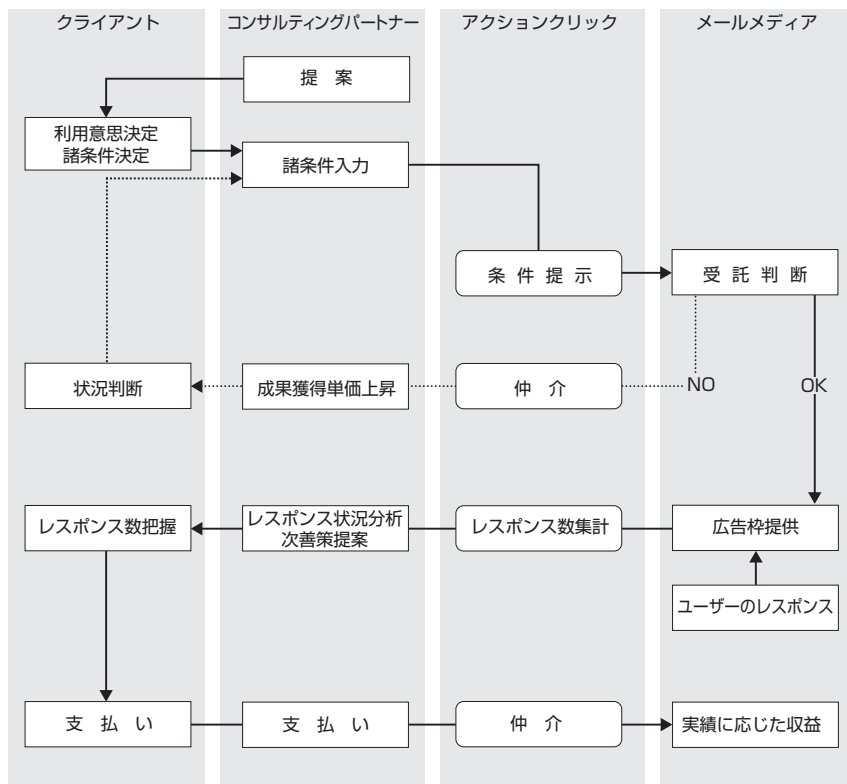 クライアント
コンサルティングパートナー
アクションクリック
メールメディア
提 案
利用意思決定
諸条件決定
諸条件入力
条 件 提 示
受 託 判 断
状況判断
成果獲得単価上昇
仲 介
NO
OK
レスポンス数把握
レスポンス状況分析
次善策提案
レスポンス数集計
広告枠提供
ユーザーのレスポンス
支 払 い
支 払 い
仲 介
実績に応じた収益